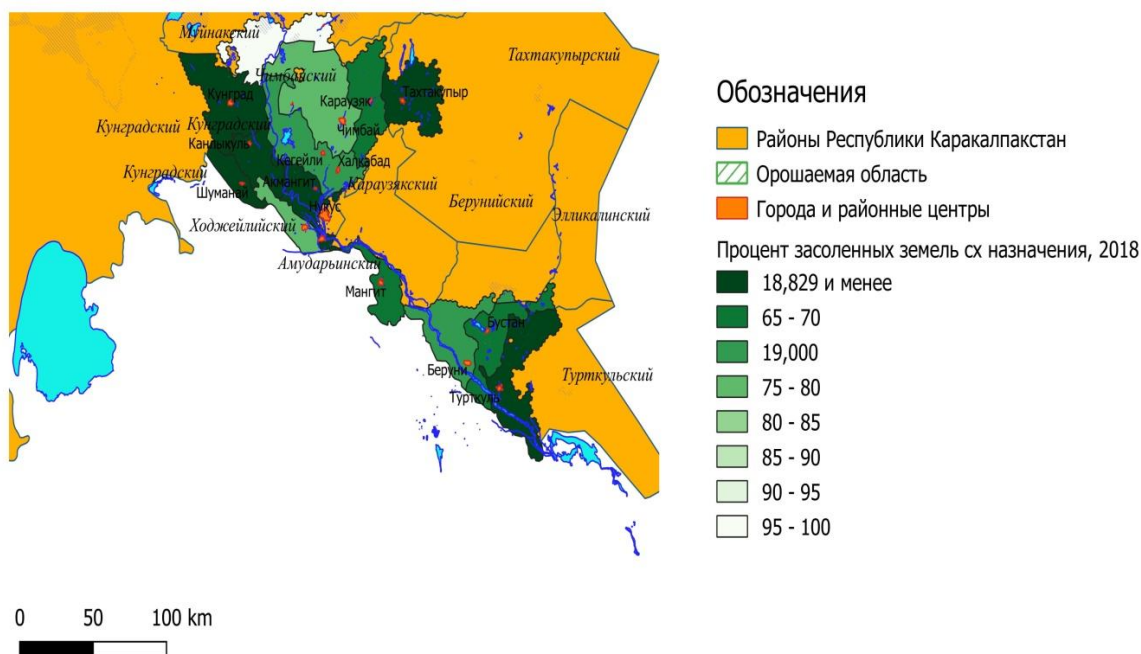 Муйнакский
Тахтакупырский
Чимбайский
Кунград
Караузяк
Тахтакупыр
Кунградский
Кунградский
Чимбай
Канлыкуль
Кегейли
Халкабад
Кунградский
Акмангит
Караузякский
Шуманай
Берунийский
Нукус
Элликалинский
Ходжейлийский
Амударьинский
Мангит
Бустан
Беруни
Турткульский
Турткуль
Обозначения
Районы Республики Каракалпакстан
Орошаемая область
Города и районные центры
Процент засоленных земель сх назначения, 2018
18,829 и менее
65 - 70
19,000
75 - 80
80 - 85
85 - 90
90 - 95
95 - 100
0 50 100 km